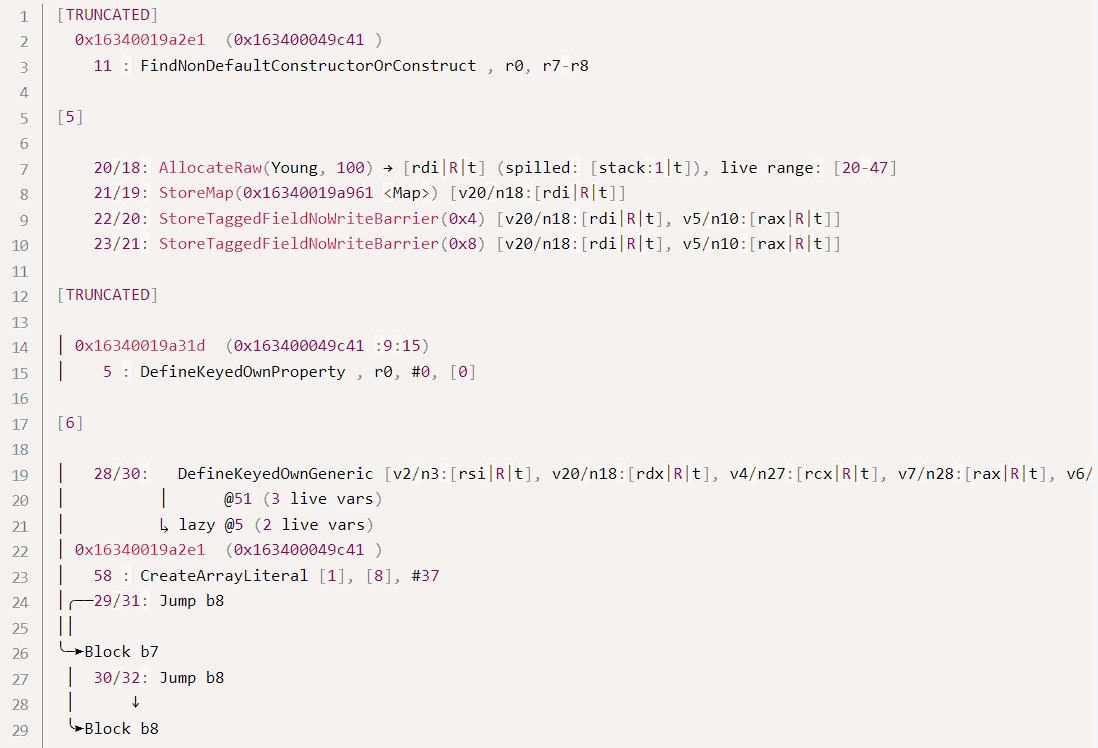 1 [TRUNCATED]
2 0x16340019a2e1 (0x163400049c41 )
3 11 : FindNonDefaultConstructorOrConstruct , r0, r7-r8
4
5 [5]
6
7 20/18: AllocateRaw(Young, 100) → [rdi|R|t] (spilled: [stack:1|t]), live range: [20-47]
8 21/19: StoreMap(0x16340019a961 <Map>) [v20/n18:[rdi|R|t]]
9 22/20: StoreTaggedFieldNoWriteBarrier(0x4) [v20/n18:[rdi|R|t], v5/n10:[rax|R|t]]
10 23/21: StoreTaggedFieldNoWriteBarrier(0x8) [v20/n18:[rdi|R|t], v5/n10:[rax|R|t]]
11
12 [TRUNCATED]
13
14 │ 0x16340019a31d (0x163400049c41 :9:15)
15 │ 5 : DefineKeyedOwnProperty , r0, #0, [0]
16
17 [6]
18
19 │ 28/30: DefineKeyedOwnGeneric [v2/n3:[rsi|R|t], v20/n18:[rdx|R|t], v4/n27:[rcx|R|t], v7/n28:[rax|R|t], v6/
20 │ │ @51 (3 live vars)
21 │ ↳ lazy @5 (2 live vars)
22 │ 0x16340019a2e1 (0x163400049c41 )
23 │ 58 : CreateArrayLiteral [1], [8], #37
24 │╭──29/31: Jump b8
25 ││
26 ╰─►Block b7
27 │ 30/32: Jump b8
28 │ ↓
29 ╰►Block b8